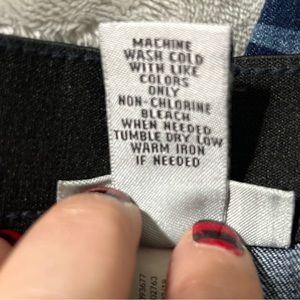 MACHINE
WASH COLD
WITH LIKE
COLORS
ONLY
NON-CHLORINE
BLEACH
WHEN NEEDED
TUMBLE DRY LOW
WARM IRON
IF NEEDED